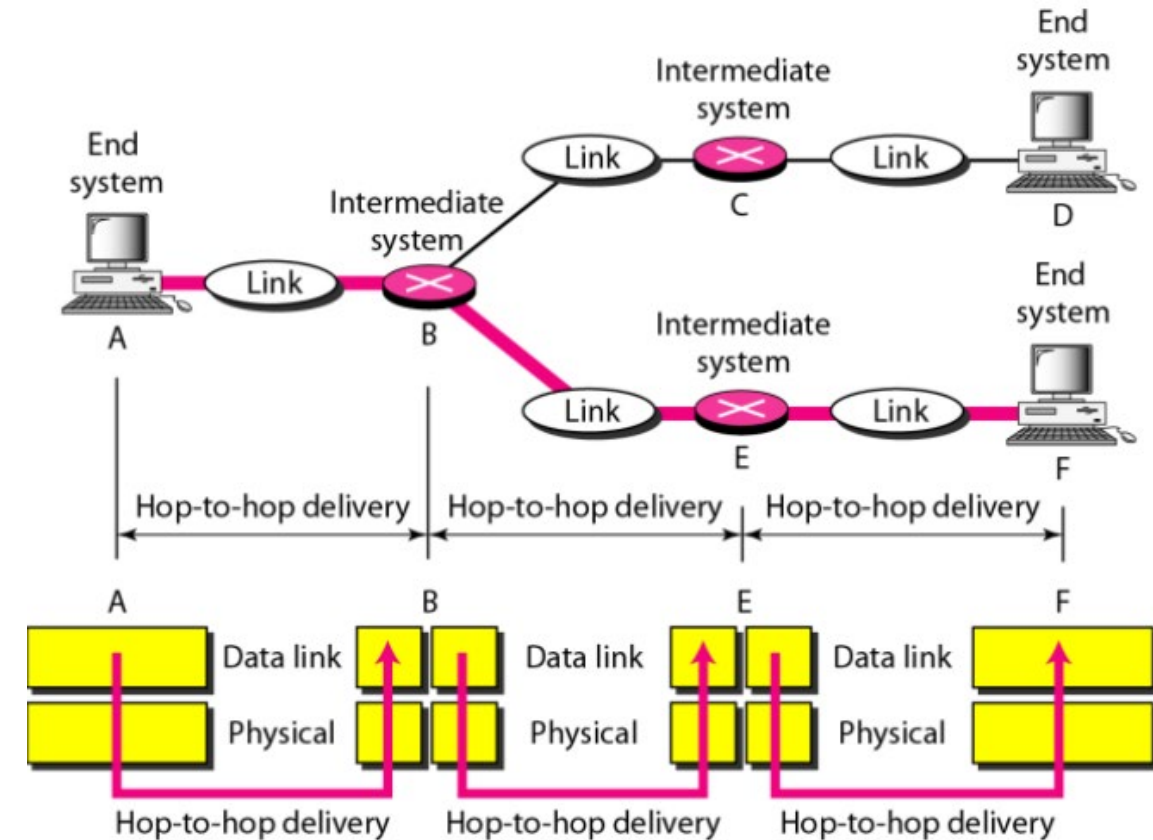 End
system
Intermediate
system
End
system
Link
Link
C
D
Intermediate
system
Link
A
B
Intermediate
system
End
system
Link
Link
E
F
Hop-to-hop delivery
Hop-to-hop delivery
Hop-to-hop delivery
A
B
E
F
Data link
Data link
Data link
Physical
Physical
Physical
Hop-to-hop delivery
Hop-to-hop delivery
Hop-to-hop delivery